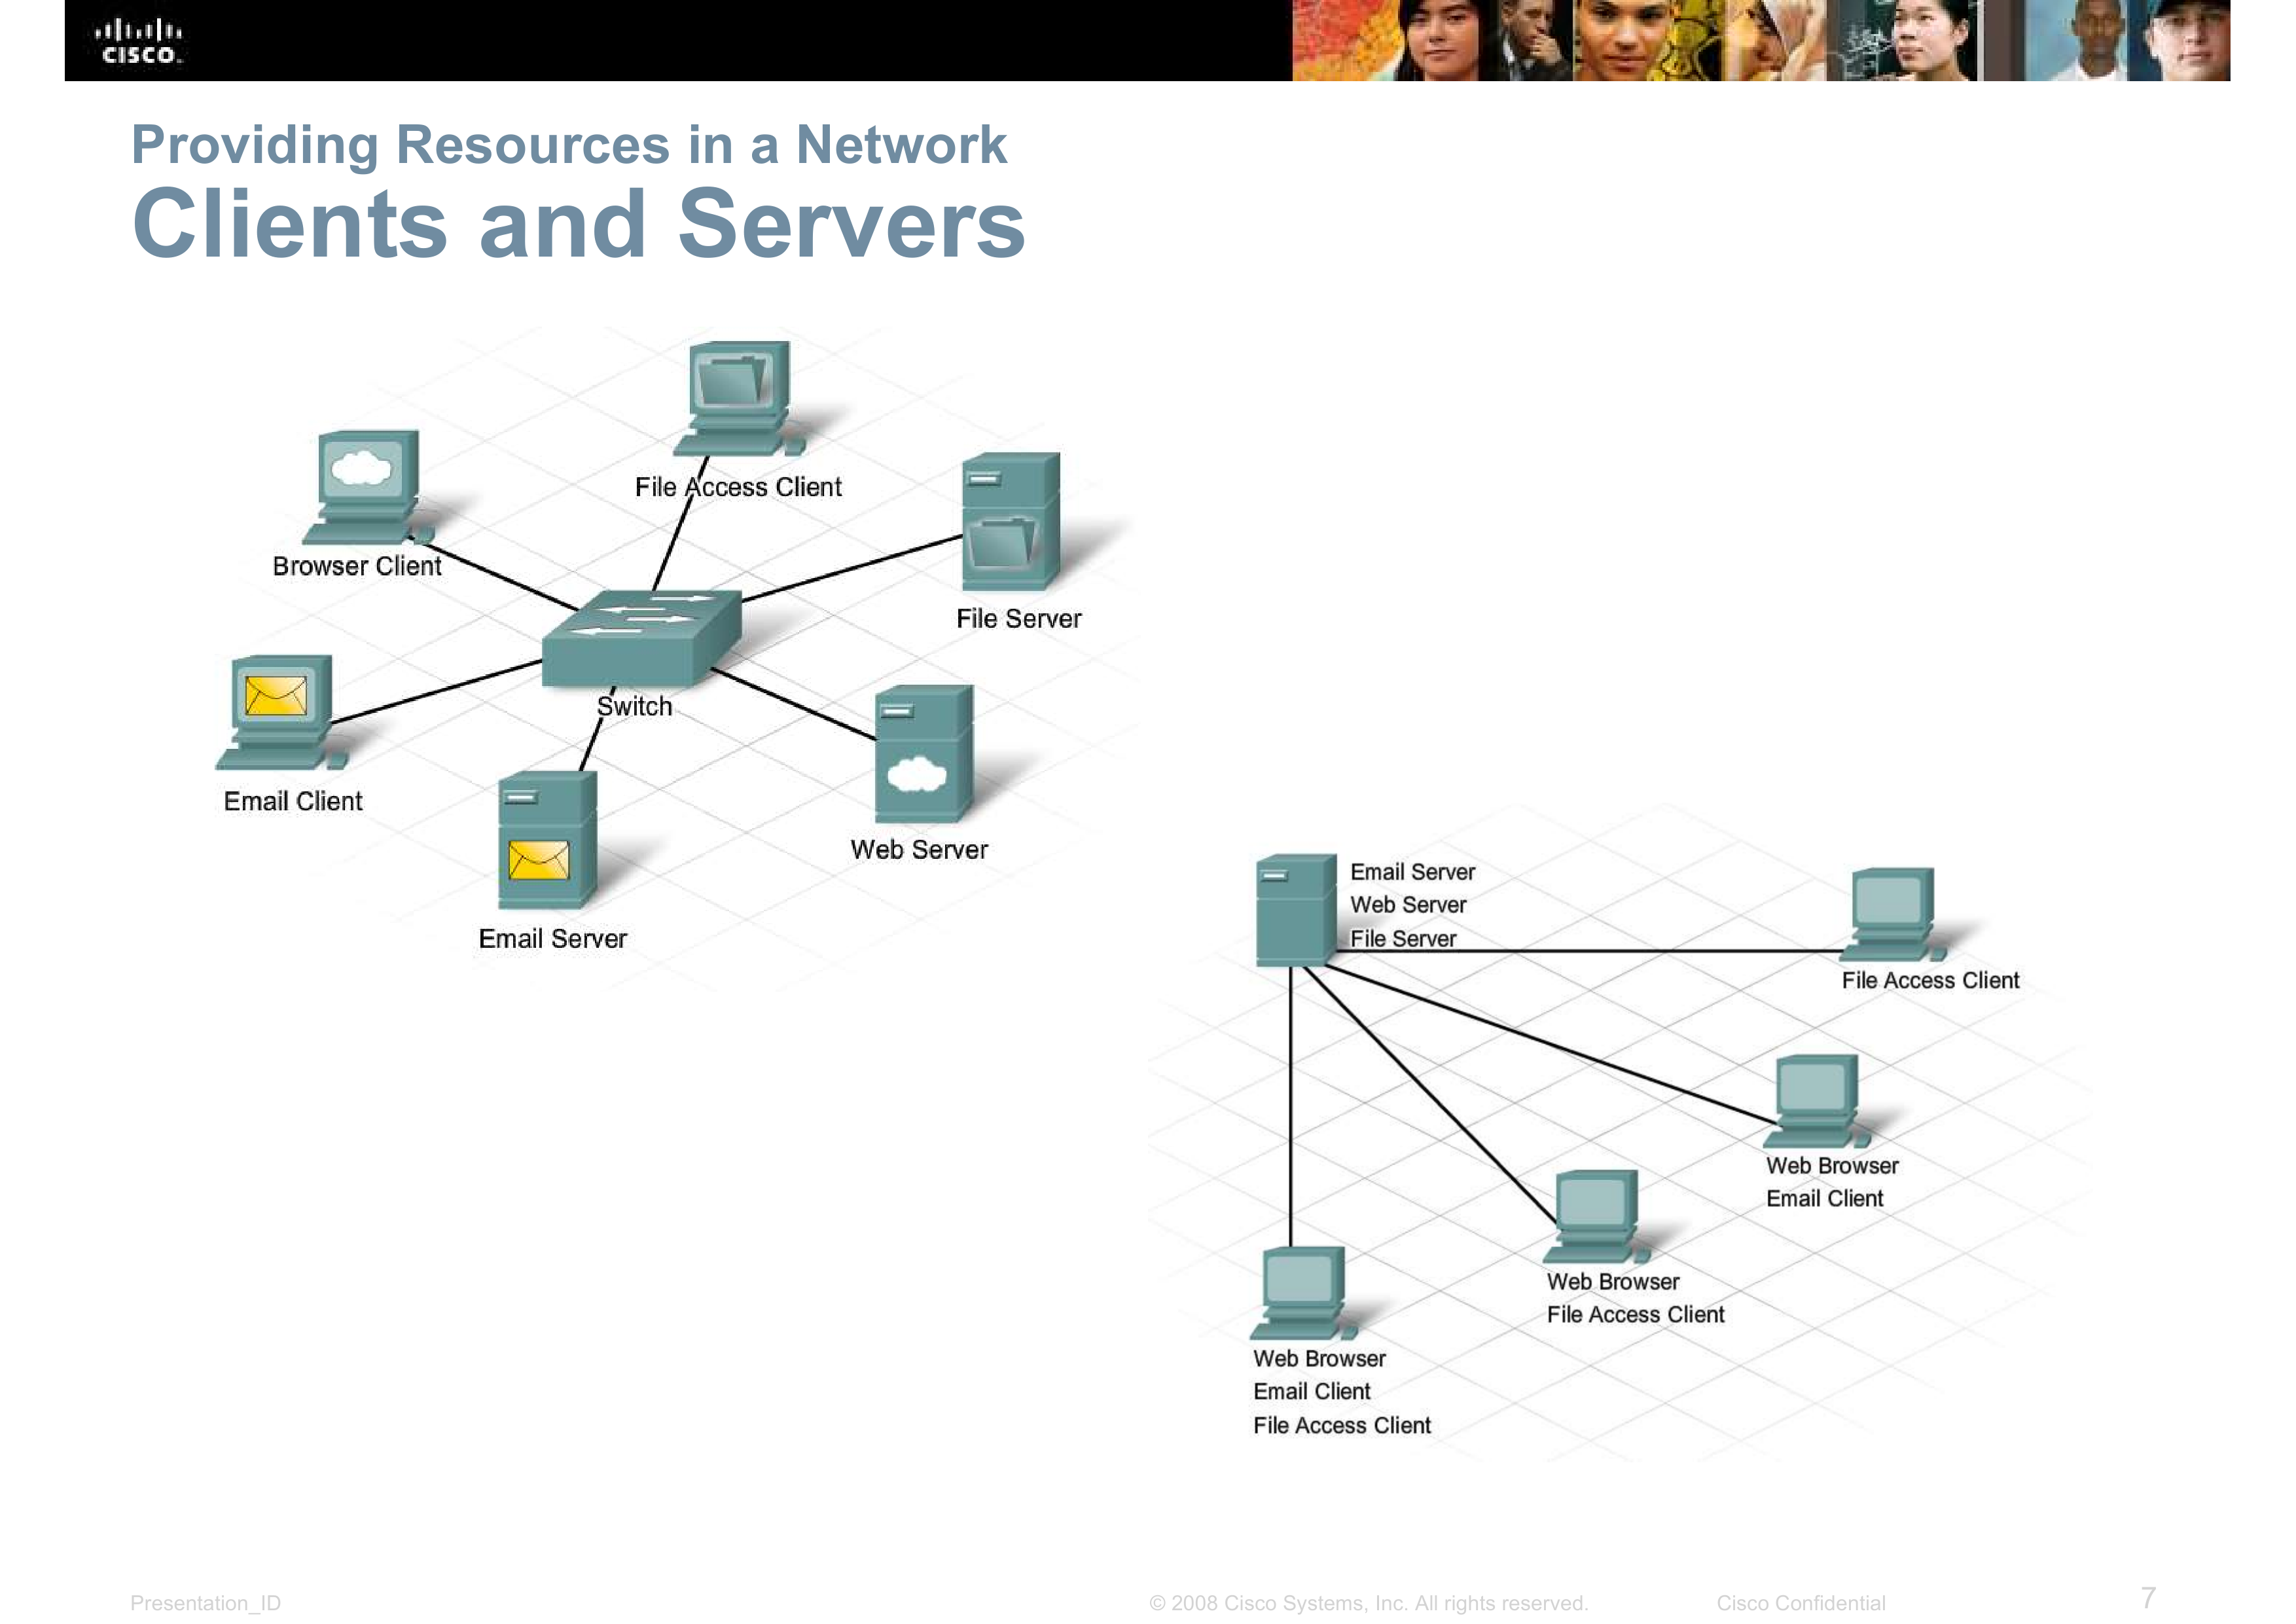 CISCO
Providing Resources in a Network
Clients and Servers
File Access Client
Browser Client
File Server
Switch
Email Client
Web Server
Email Server
Email Server
Web Server
File Server
File Access Client
Web Browser
Email Client
Web Browser
File Access Client
Web Browser
Email Client
File Access Client
Presentation_ID
© 2008 Cisco Systems, Inc. All rights reserved.
Cisco Confidential
7